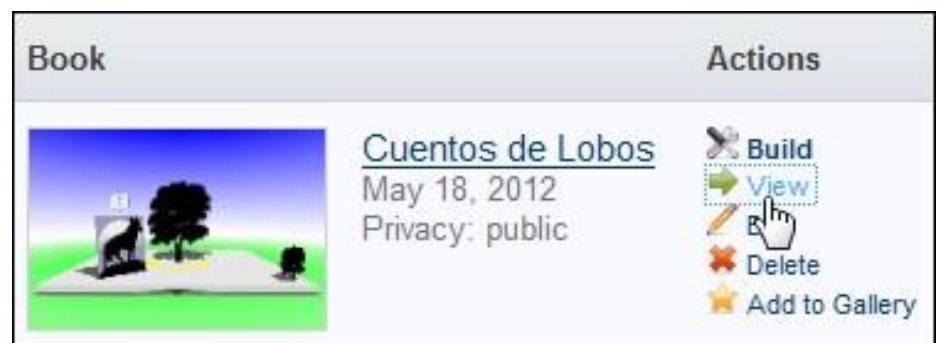 Book
Actions
Cuentos de Lobos
May 18, 2012
Privacy: public
Build
View
Delete
Add to Gallery